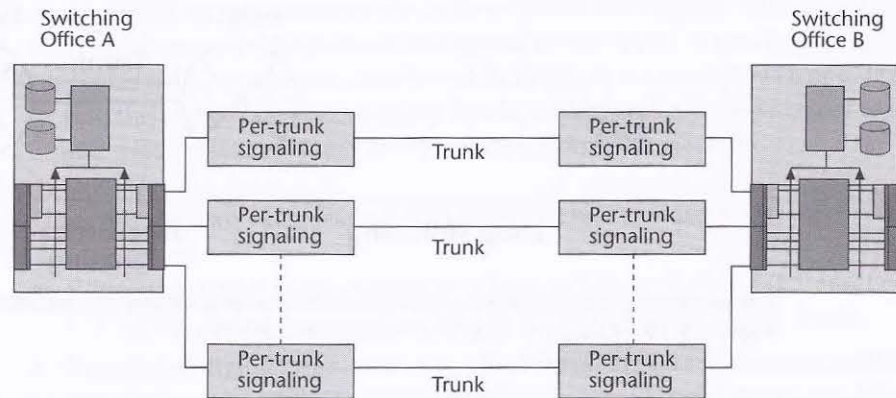 Switching
Office A
Switching
Office B
Per-trunk
signaling
Trunk
Per-trunk
signaling
Per-trunk
signaling
Trunk
Per-trunk
signaling
Per-trunk
signaling
Trunk
Per-trunk
signaling